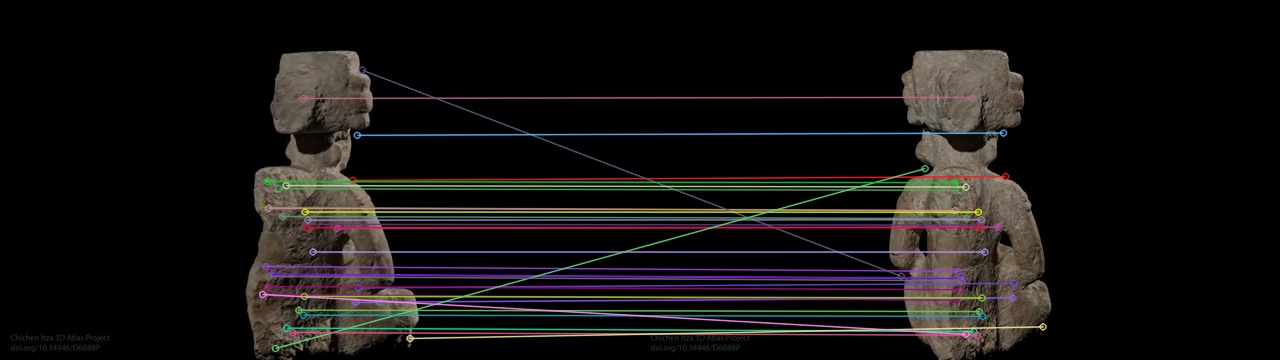 Chichen Itza 3D Atlas Project
doi.org/10.34946/D6B88P
Chichen Itza 3D Atlas Project
doi.org/10.34946/D6B88P